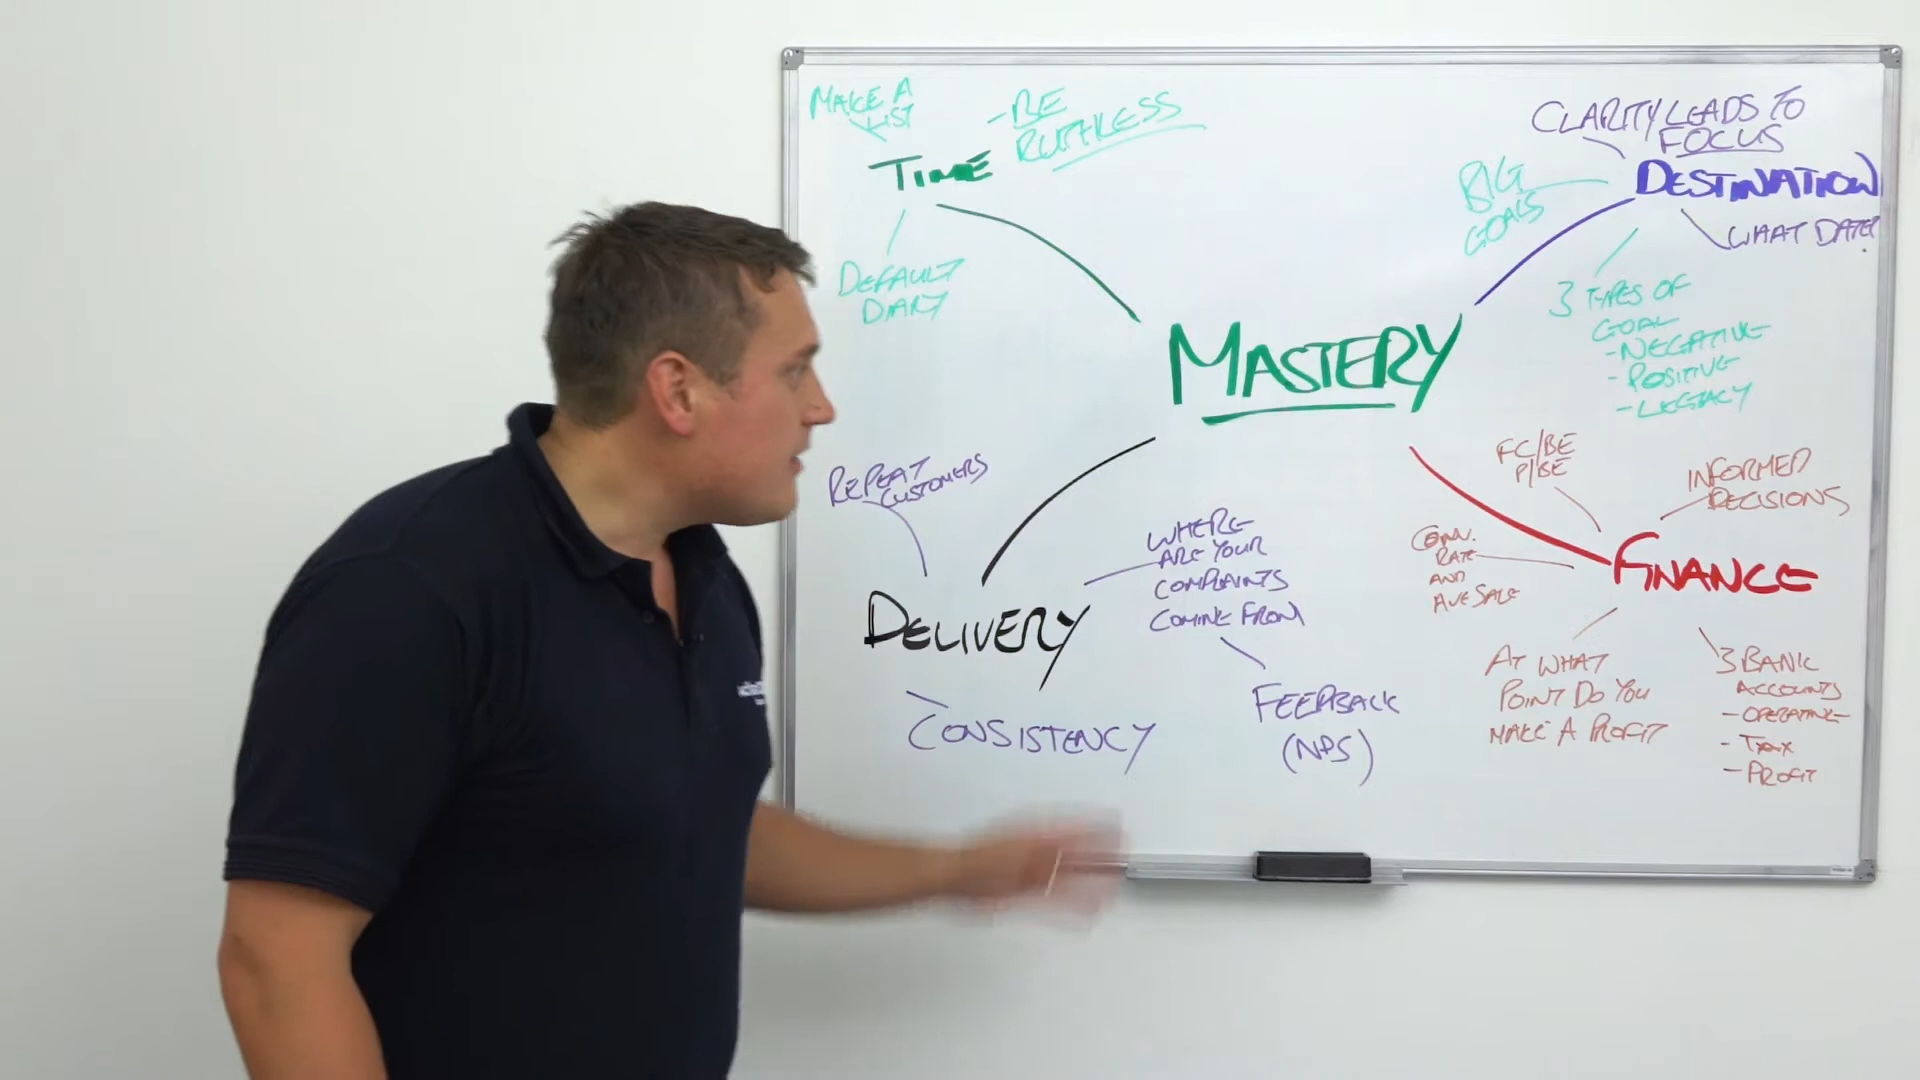 MAKE A
LIST
- BE
RUTHLESS
TIME
DEFAULT
DIARY
CLARITY LEADS TO
FOCUS
DESTINATION
BIG
GOALS
WHAT DATE?
3 TYPES OF
GOAL
- NEGATIVE
- POSITIVE
- LEGACY
MASTERY
REPEAT
CUSTOMERS
DELIVERY
WHERE
ARE YOUR
COMPLAINTS
COMING FROM
FEEDBACK
(NPS)
CONSISTENCY
FC/BE
P/BE
INFORMED
DECISIONS
CONV.
RATE
AND
AVE SALE
FINANCE
AT WHAT
POINT DO YOU
MAKE A PROFIT
3 BANK
ACCOUNTS
- OPERATING
- TAX
- PROFIT